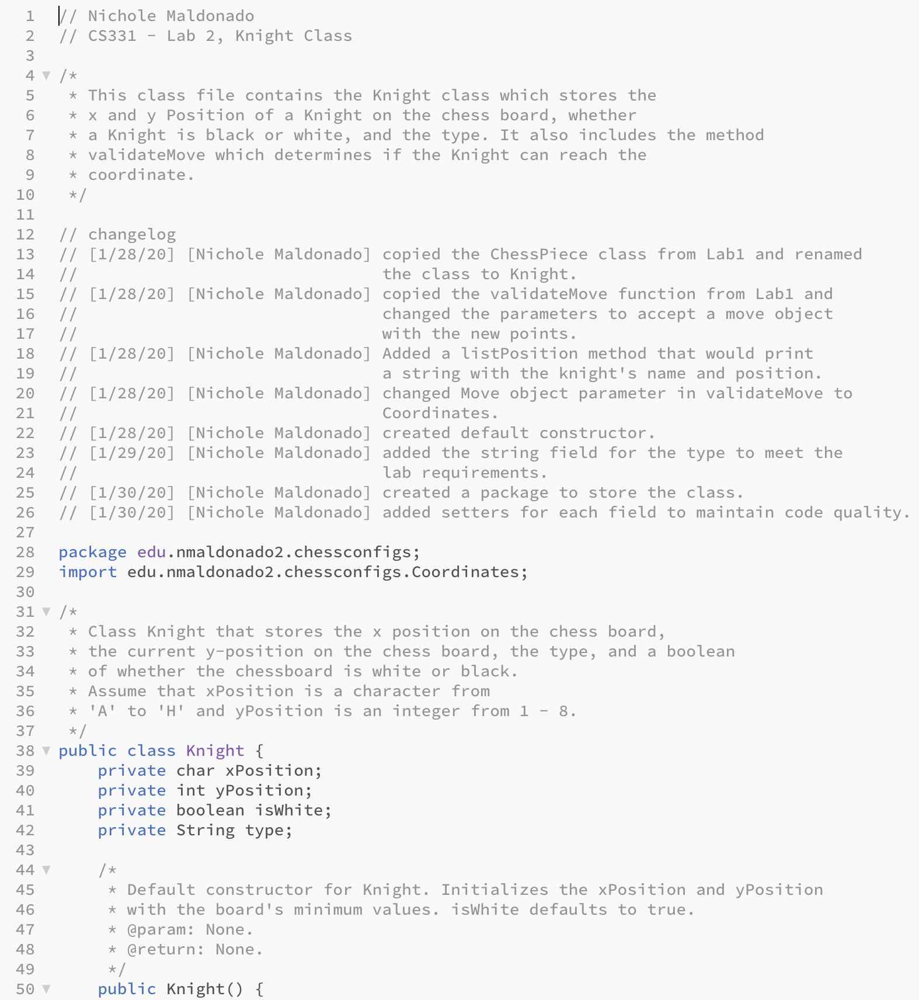 1 // Nichole Maldonado
2 // CS331 - Lab 2, Knight Class
3
4 ▼ /*
5  * This class file contains the Knight class which stores the
6  * x and y Position of a Knight on the chess board, whether
7  * a Knight is black or white, and the type. It also includes the method
8  * validateMove which determines if the Knight can reach the
9  * coordinate.
10  */
11
12 // changelog
13 // [1/28/20] [Nichole Maldonado] copied the ChessPiece class from Lab1 and renamed
14 //                               the class to Knight.
15 // [1/28/20] [Nichole Maldonado] copied the validateMove function from Lab1 and
16 //                               changed the parameters to accept a move object
17 //                               with the new points.
18 // [1/28/20] [Nichole Maldonado] Added a listPosition method that would print
19 //                               a string with the knight's name and position.
20 // [1/28/20] [Nichole Maldonado] changed Move object parameter in validateMove to
21 //                               Coordinates.
22 // [1/28/20] [Nichole Maldonado] created default constructor.
23 // [1/29/20] [Nichole Maldonado] added the string field for the type to meet the
24 //                               lab requirements.
25 // [1/30/20] [Nichole Maldonado] created a package to store the class.
26 // [1/30/20] [Nichole Maldonado] added setters for each field to maintain code quality.
27
28 package edu.nmaldonado2.chessconfigs;
29 import edu.nmaldonado2.chessconfigs.Coordinates;
30
31 ▼ /*
32  * Class Knight that stores the x position on the chess board,
33  * the current y-position on the chess board, the type, and a boolean
34  * of whether the chessboard is white or black.
35  * Assume that xPosition is a character from
36  * 'A' to 'H' and yPosition is an integer from 1 - 8.
37  */
38 ▼ public class Knight {
39     private char xPosition;
40     private int yPosition;
41     private boolean isWhite;
42     private String type;
43
44 ▼     /*
45      * Default constructor for Knight. Initializes the xPosition and yPosition
46      * with the board's minimum values. isWhite defaults to true.
47      * @param: None.
48      * @return: None.
49      */
50 ▼     public Knight() {